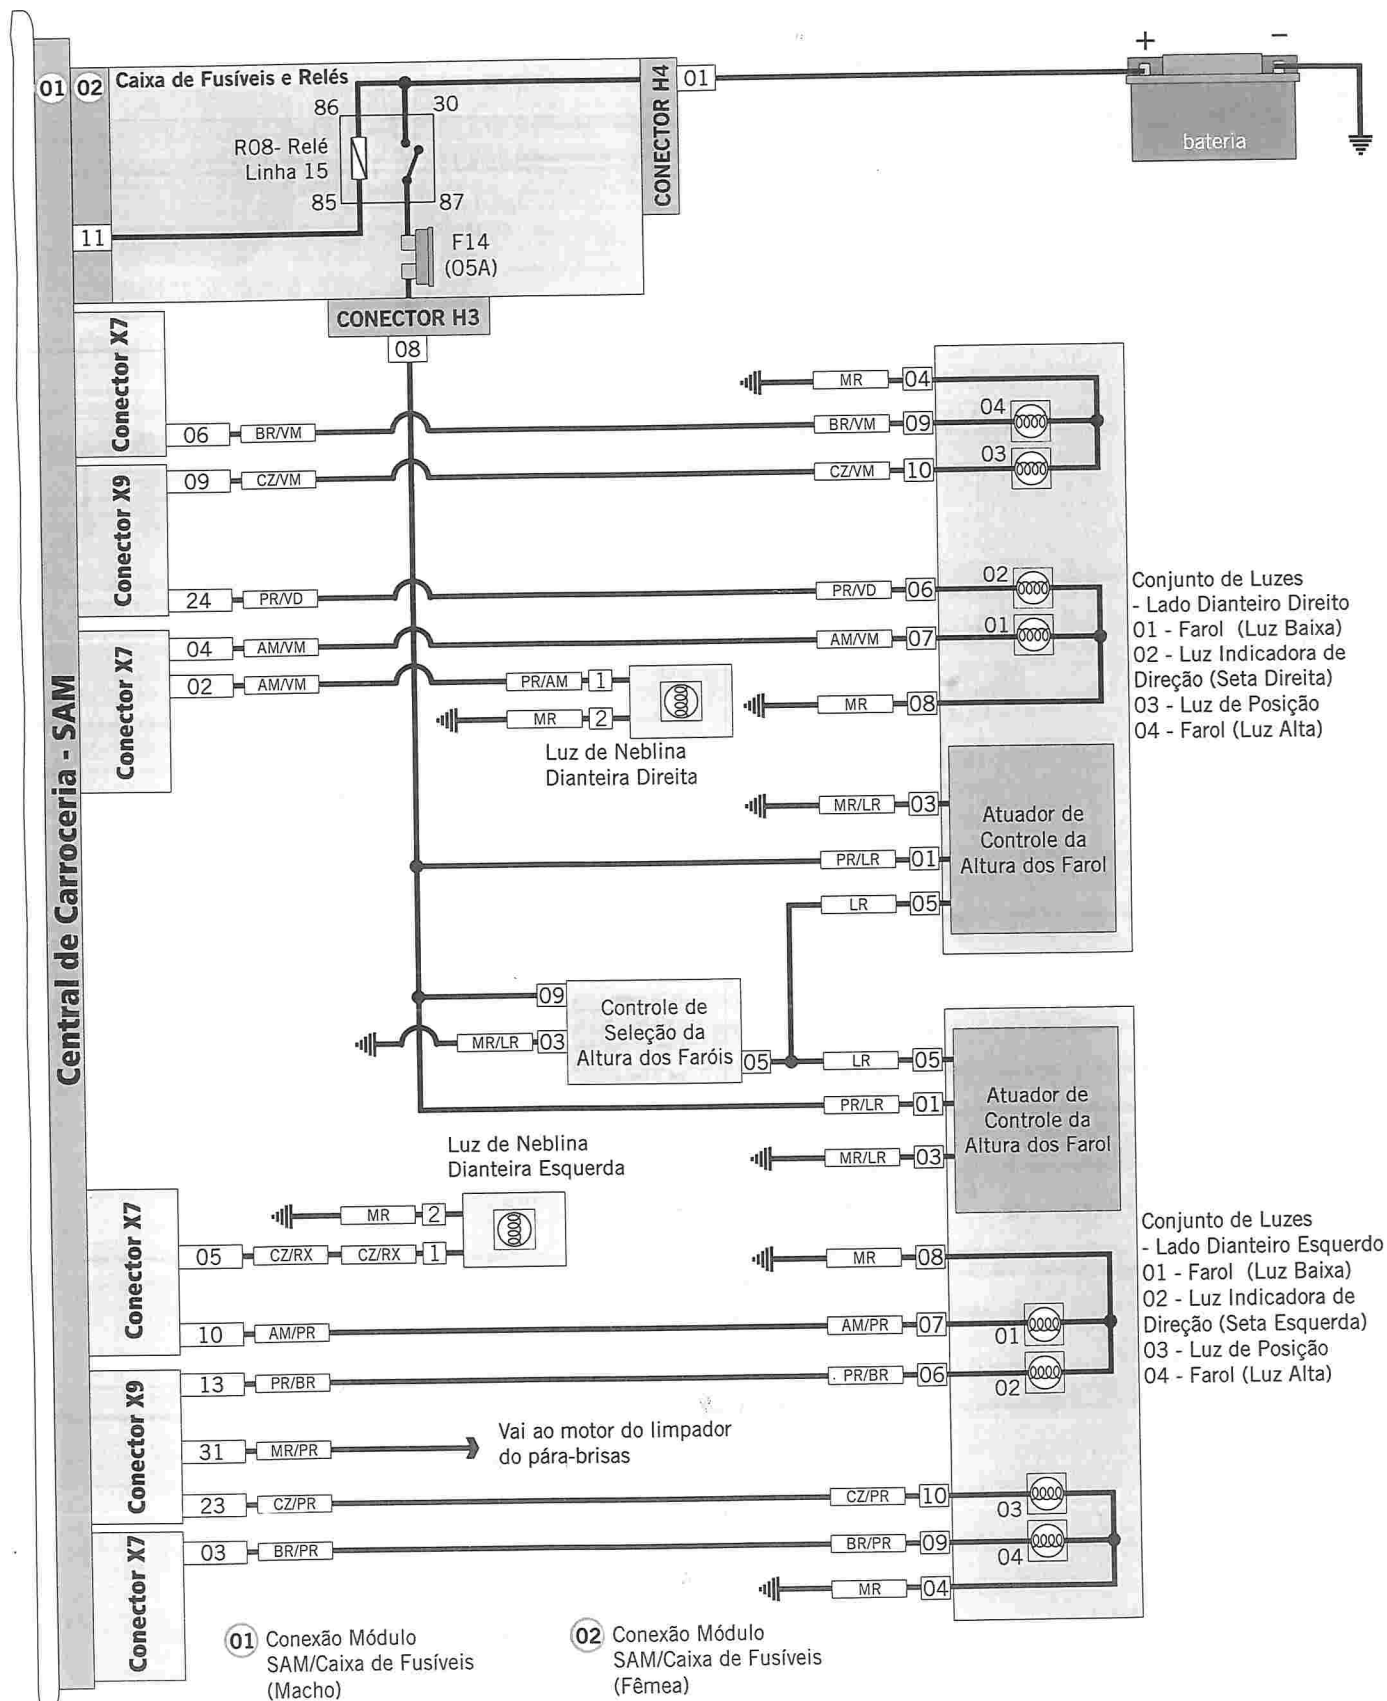 01 02 Caixa de Fusíveis e Relés
86 30
R08- Relé
Linha 15
85 87
11
F14
(05A)
CONECTOR H4
01
+ −
bateria
CONECTOR H3
08
Central de Carroceria - SAM
Conector X7
06 BR/VM
Conector X9
09 CZ/VM
24 PR/VD
Conector X7
04 AM/VM
02 AM/VM
MR 04
BR/VM 09 04
CZ/VM 10 03
PR/VD 06 02
AM/VM 07 01
MR 08
PR/AM 1
MR 2
Luz de Neblina
Dianteira Direita
Conjunto de Luzes
- Lado Dianteiro Direito
01 - Farol (Luz Baixa)
02 - Luz Indicadora de
Direção (Seta Direita)
03 - Luz de Posição
04 - Farol (Luz Alta)
MR/LR 03
PR/LR 01
LR 05
Atuador de
Controle da
Altura dos Farol
09
MR/LR 03
Controle de
Seleção da
Altura dos Faróis
05
LR 05
PR/LR 01
MR/LR 03
Atuador de
Controle da
Altura dos Farol
Luz de Neblina
Dianteira Esquerda
MR 2
Conector X7
05 CZ/RX CZ/RX 1
10 AM/PR
Conector X9
13 PR/BR
31 MR/PR
Vai ao motor do limpador
do pára-brisas
23 CZ/PR
Conector X7
03 BR/PR
MR 08
AM/PR 07 01
PR/BR 06 02
CZ/PR 10 03
BR/PR 09 04
MR 04
Conjunto de Luzes
- Lado Dianteiro Esquerdo
01 - Farol (Luz Baixa)
02 - Luz Indicadora de
Direção (Seta Esquerda)
03 - Luz de Posição
04 - Farol (Luz Alta)
01 Conexão Módulo
SAM/Caixa de Fusíveis
(Macho)
02 Conexão Módulo
SAM/Caixa de Fusíveis
(Fêmea)